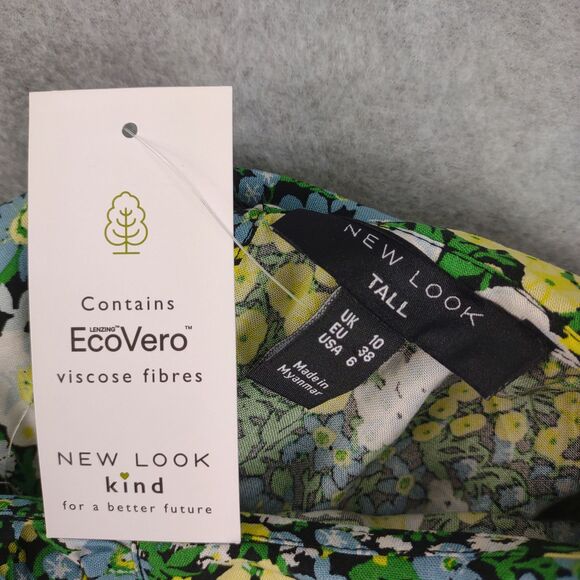 Contains
LENZING™
EcoVero™
viscose fibres
NEW LOOK
kind
for a better future
NEW LOOK
TALL
UK 10
EU 38
USA 6
Made in
Myanmar